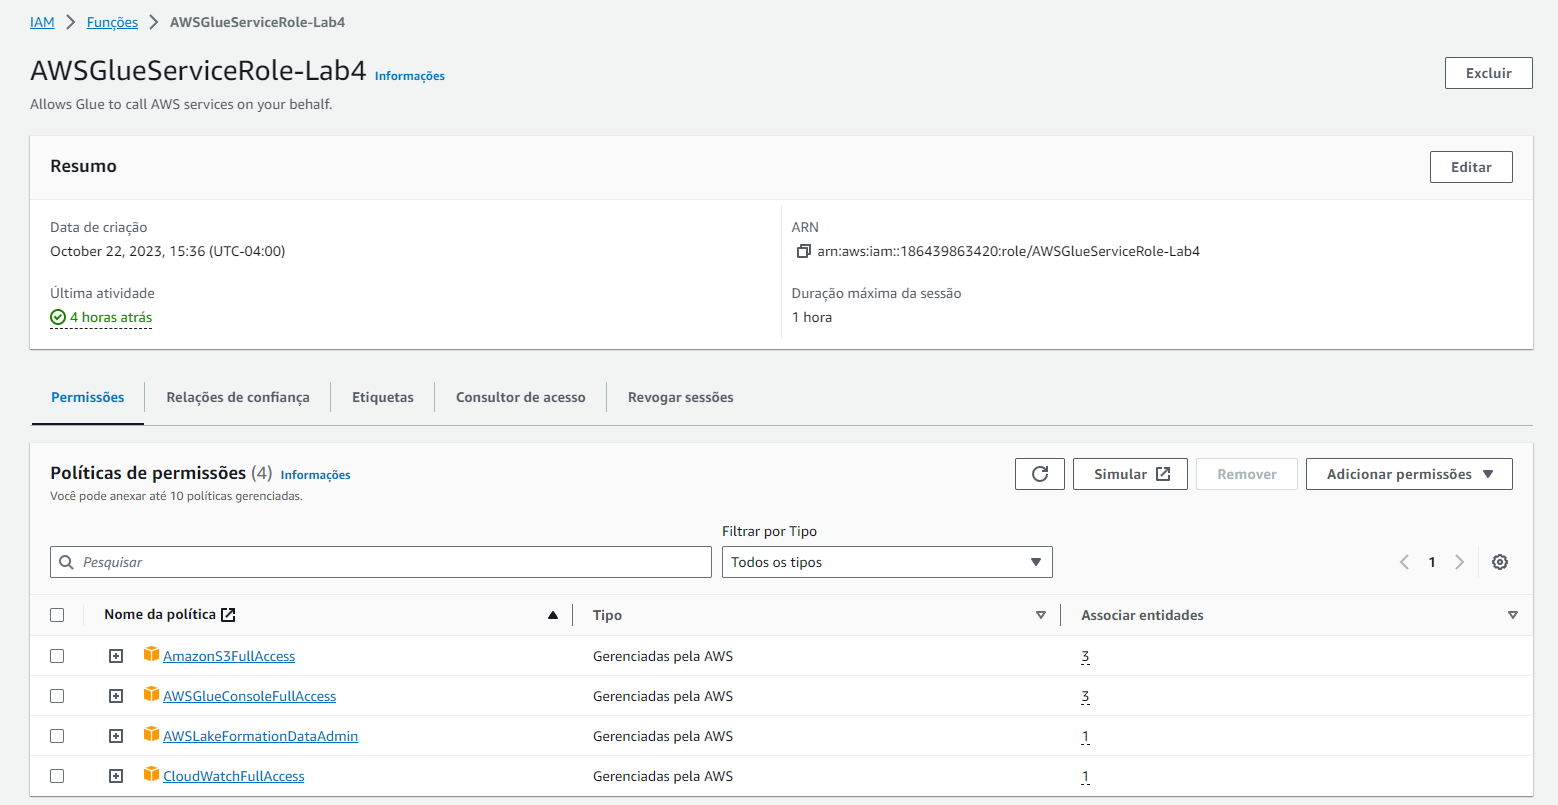 IAM > Funções > AWSGlueServiceRole-Lab4
AWSGlueServiceRole-Lab4 Informações
Excluir
Allows Glue to call AWS services on your behalf.
Resumo
Editar
Data de criação
October 22, 2023, 15:36 (UTC-04:00)
ARN
arn:aws:iam::186439863420:role/AWSGlueServiceRole-Lab4
Última atividade
4 horas atrás
Duração máxima da sessão
1 hora
Permissões Relações de confiança Etiquetas Consultor de acesso Revogar sessões
Políticas de permissões (4) Informações
Você pode anexar até 10 políticas gerenciadas.
Simular Remover Adicionar permissões
Filtrar por Tipo
Pesquisar Todos os tipos 1
Nome da política Tipo Associar entidades
AmazonS3FullAccess Gerenciadas pela AWS 3
AWSGlueConsoleFullAccess Gerenciadas pela AWS 3
AWSLakeFormationDataAdmin Gerenciadas pela AWS 1
CloudWatchFullAccess Gerenciadas pela AWS 1